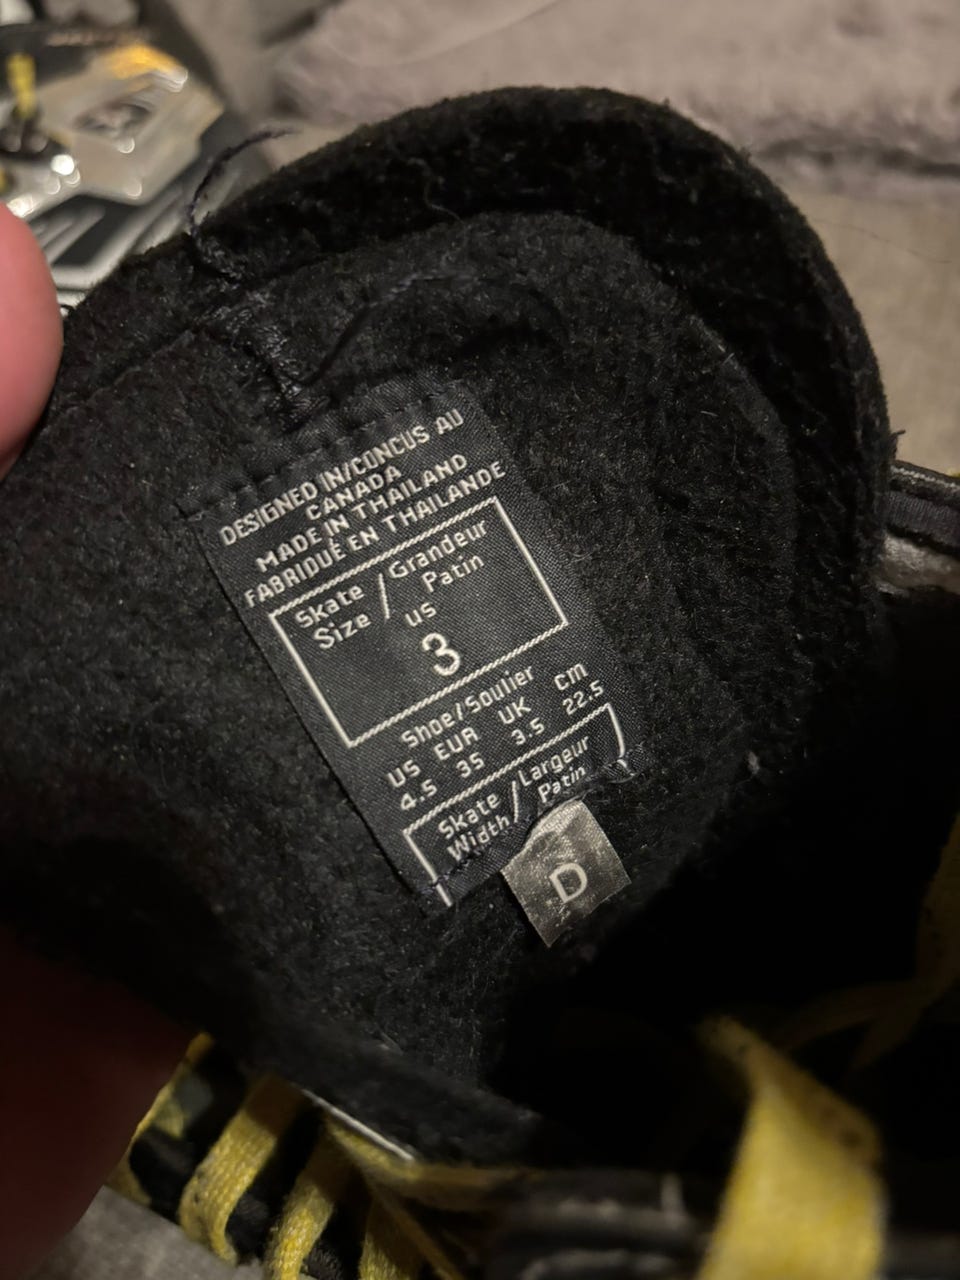 DESIGNED IN/CONCUS AU
CANADA
MADE IN THAILAND
FABRIQUÉ EN THAILANDE
Skate / Grandeur
Size Patin
US
3
Shoe/Soulier
US EUR UK cm
4.5 35 3.5 22.5
Skate / Largeur
Width Patin
D